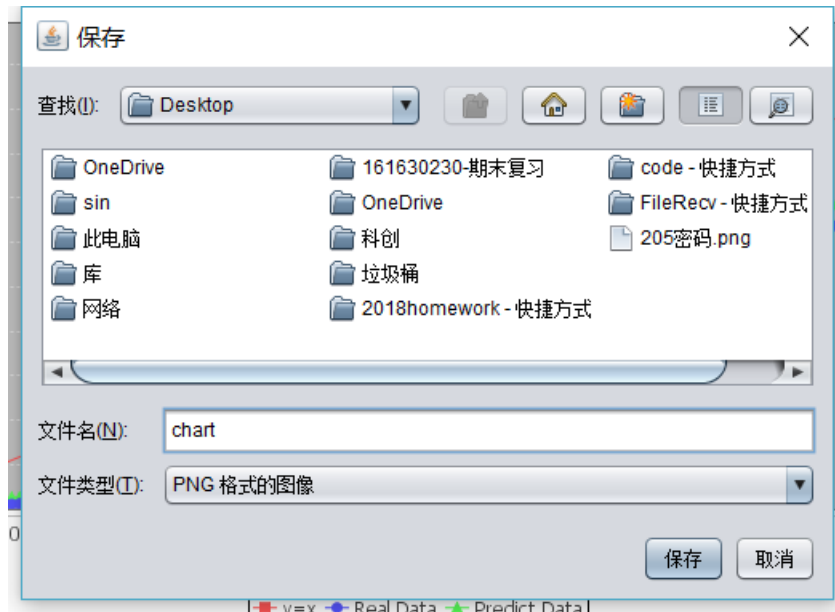 保存
查找(I): Desktop
OneDrive
161630230-期末复习
code - 快捷方式
sin
OneDrive
FileRecv - 快捷方式
此电脑
科创
205密码.png
库
垃圾桶
网络
2018homework - 快捷方式
文件名(N): chart
文件类型(T): PNG 格式的图像
保存 取消
0
y=x Real Data Predict Data